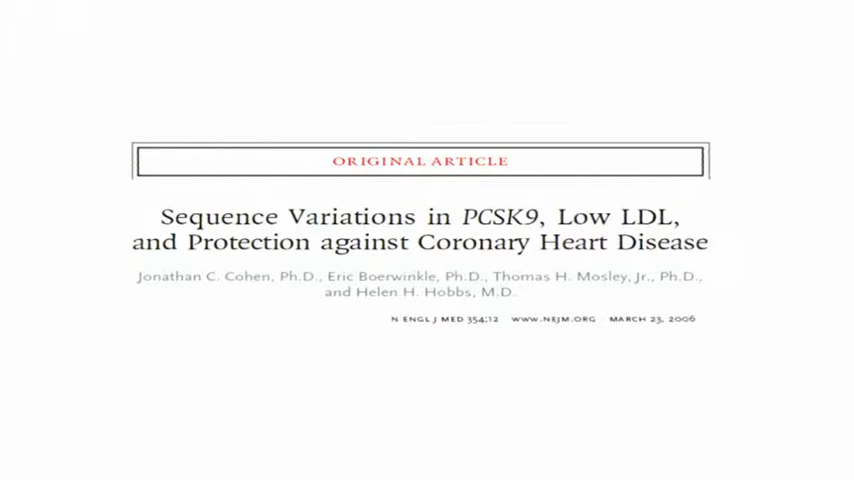 ORIGINAL ARTICLE
Sequence Variations in PCSK9, Low LDL,
and Protection against Coronary Heart Disease
Jonathan C. Cohen, Ph.D., Eric Boerwinkle, Ph.D., Thomas H. Mosley, Jr., Ph.D.,
and Helen H. Hobbs, M.D.
N ENGL J MED 354;12 WWW.NEJM.ORG MARCH 23, 2006